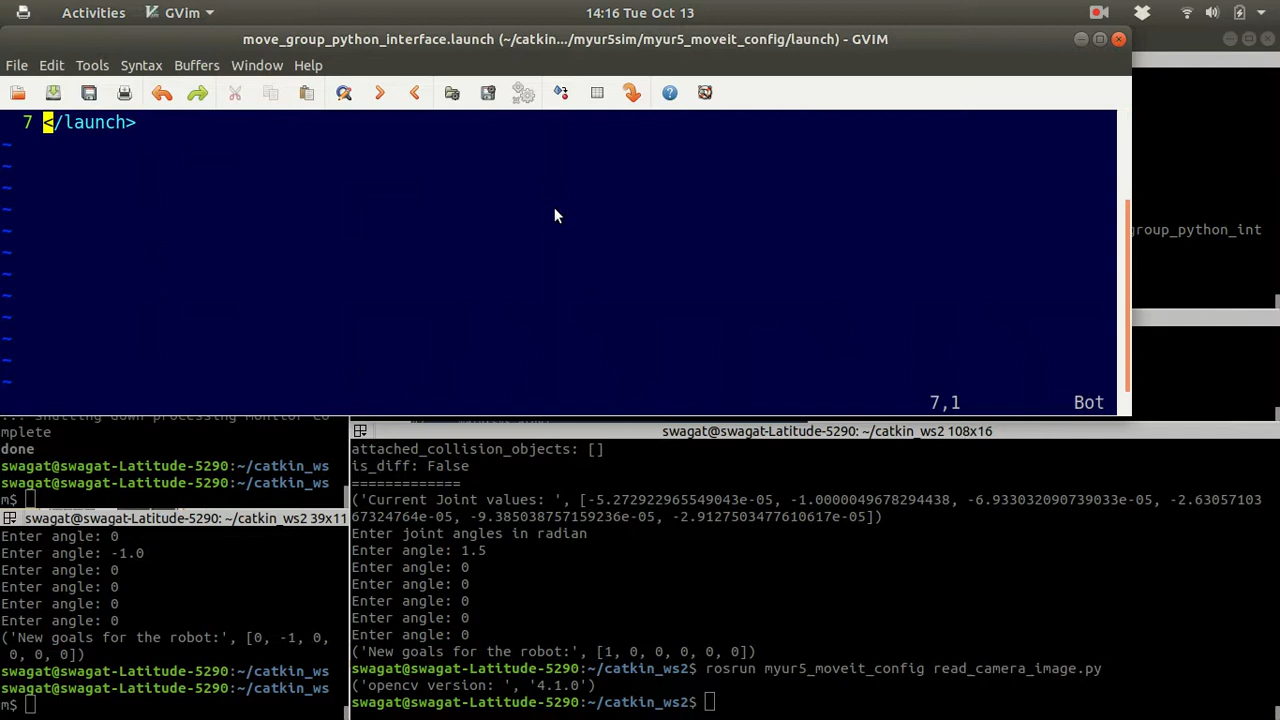 Activities GVim 14:16 Tue Oct 13
move_group_python_interface.launch (~/catkin.../myur5sim/myur5_moveit_config/launch) - GVIM
File Edit Tools Syntax Buffers Window Help
7 </launch>
~
~
~
~
~
~
~
~
~
~
~
~
7,1 Bot
group_python_int
mplete
done
swagat@swagat-Latitude-5290:~/catkin_ws
swagat@swagat-Latitude-5290:~/catkin_ws
m$
swagat@swagat-Latitude-5290: ~/catkin_ws2 39x11
Enter angle: 0
Enter angle: -1.0
Enter angle: 0
Enter angle: 0
Enter angle: 0
Enter angle: 0
('New goals for the robot:', [0, -1, 0,
 0, 0, 0])
swagat@swagat-Latitude-5290:~/catkin_ws
swagat@swagat-Latitude-5290:~/catkin_ws
m$
swagat@swagat-Latitude-5290: ~/catkin_ws2 108x16
attached_collision_objects: []
is_diff: False
=============
('Current Joint values: ', [-5.272922965549043e-05, -1.0000049678294438, -6.933032090739033e-05, -2.63057103
67324764e-05, -9.385038757159236e-05, -2.9127503477610617e-05])
Enter joint angles in radian
Enter angle: 1.5
Enter angle: 0
Enter angle: 0
Enter angle: 0
Enter angle: 0
Enter angle: 0
('New goals for the robot:', [1, 0, 0, 0, 0, 0])
swagat@swagat-Latitude-5290:~/catkin_ws2$ rosrun myur5_moveit_config read_camera_image.py
('opencv version: ', '4.1.0')
swagat@swagat-Latitude-5290:~/catkin_ws2$